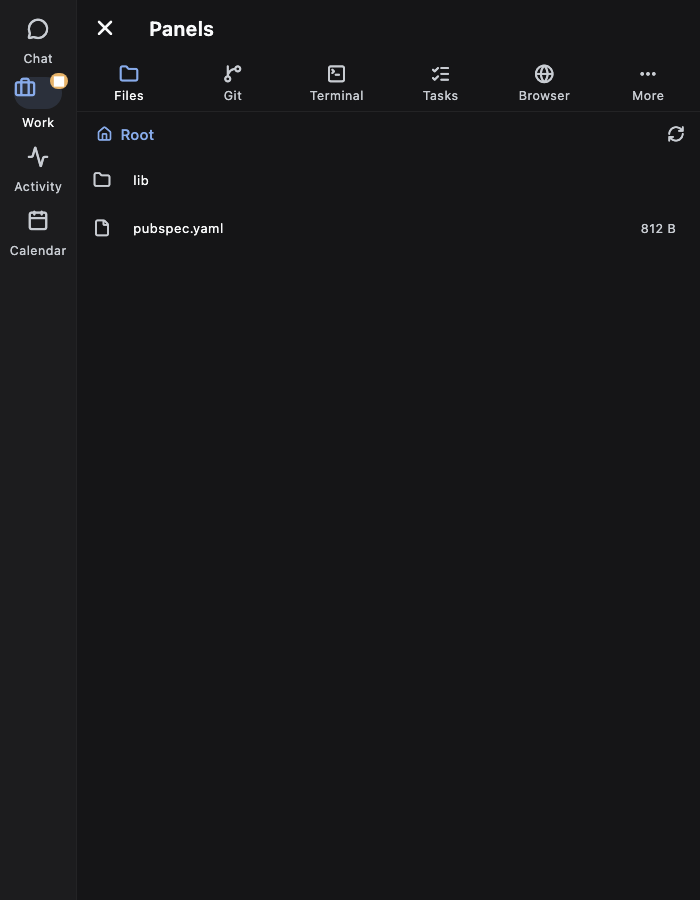 Panels
Chat
Work
Activity
Calendar
Files
Git
Terminal
Tasks
Browser
More
Root
lib
pubspec.yaml 812 B